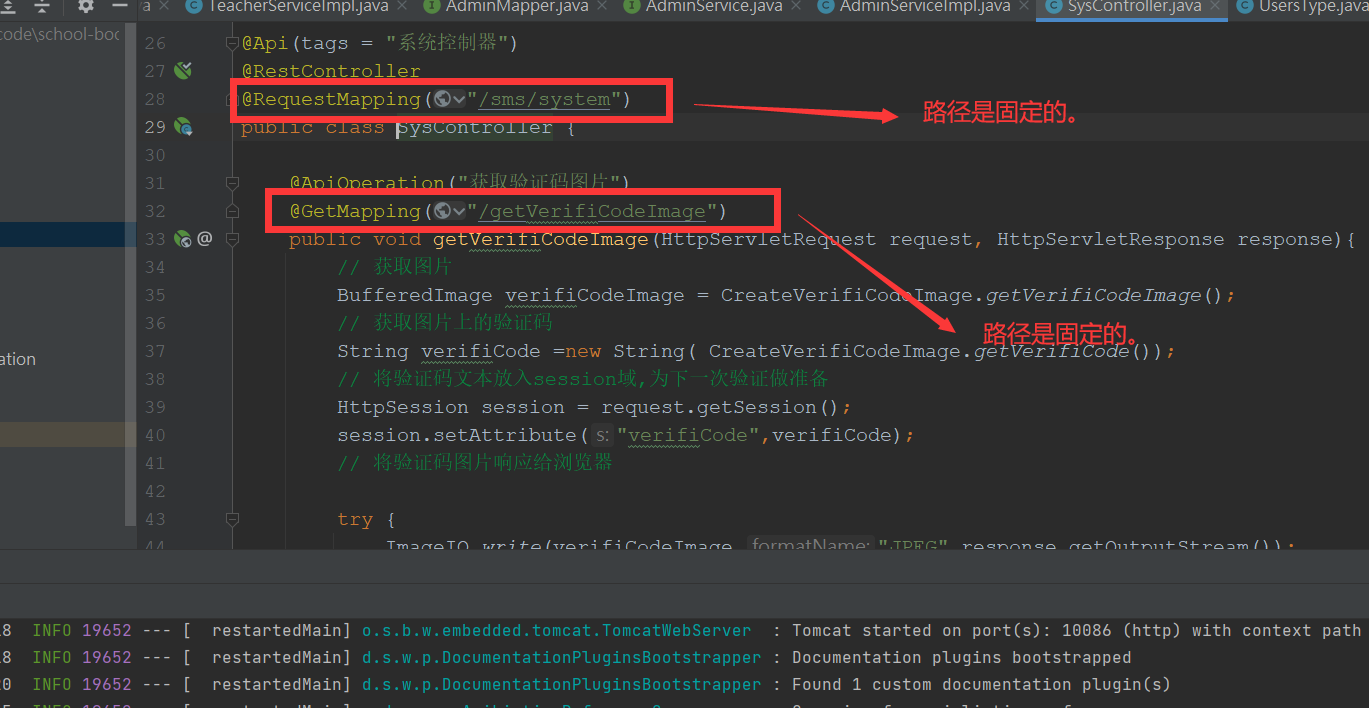 a TeacherServiceImpl.java AdminMapper.java AdminService.java AdminServiceImpl.java SysController.java UsersType.java
code\school-boo
26 @Api(tags = "系统控制器")
27 @RestController
28 @RequestMapping("/sms/system")
路径是固定的。
29 public class SysController {
30
31 @ApiOperation("获取验证码图片")
32 @GetMapping("/getVerifiCodeImage")
33 @ public void getVerifiCodeImage(HttpServletRequest request, HttpServletResponse response){
34 // 获取图片
35 BufferedImage verifiCodeImage = CreateVerifiCodeImage.getVerifiCodeImage();
36 // 获取图片上的验证码
路径是固定的。
ation
37 String verifiCode =new String( CreateVerifiCodeImage.getVerifiCode());
38 // 将验证码文本放入session域,为下一次验证做准备
39 HttpSession session = request.getSession();
40 session.setAttribute( s: "verifiCode",verifiCode);
41 // 将验证码图片响应给浏览器
42
43 try {
44 ImageIO.write(verifiCodeImage, formatName: "JPEG",response.getOutputStream());
18 INFO 19652 --- [ restartedMain] o.s.b.w.embedded.tomcat.TomcatWebServer : Tomcat started on port(s): 10086 (http) with context path
18 INFO 19652 --- [ restartedMain] d.s.w.p.DocumentationPluginsBootstrapper : Documentation plugins bootstrapped
20 INFO 19652 --- [ restartedMain] d.s.w.p.DocumentationPluginsBootstrapper : Found 1 custom documentation plugin(s)